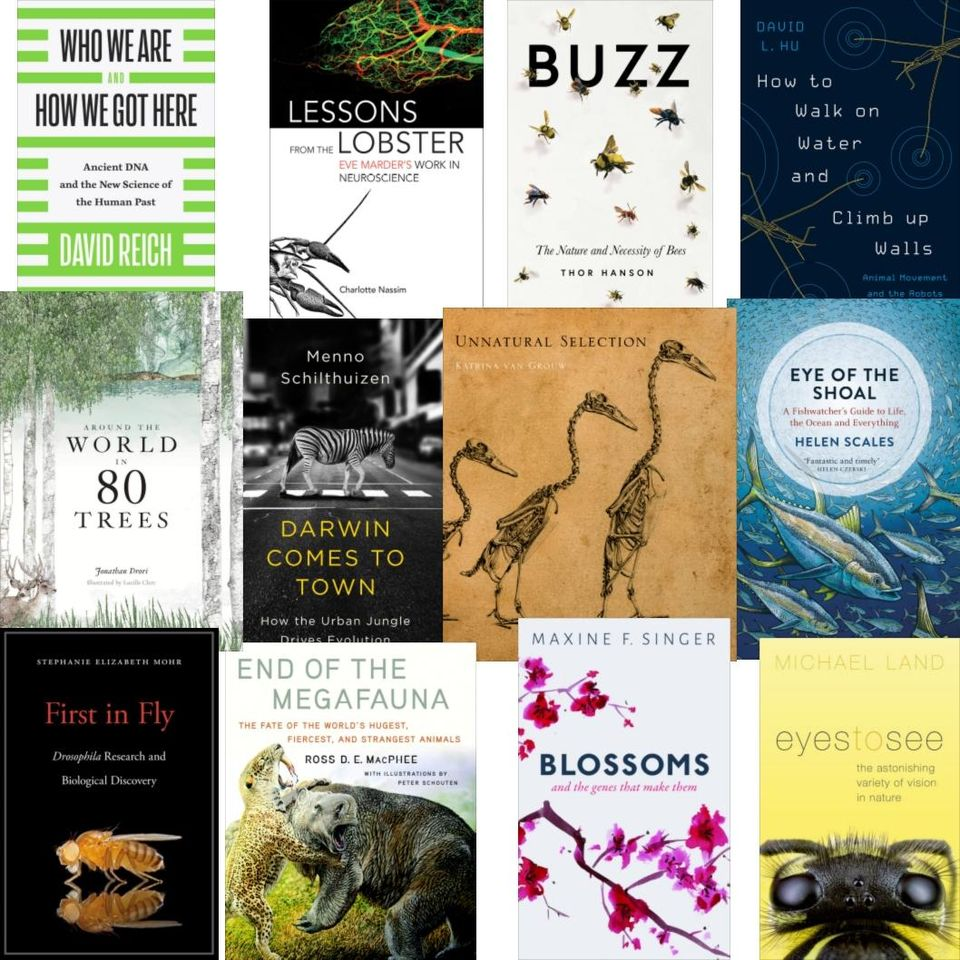 WHO WE ARE
AND
HOW WE GOT HERE
Ancient DNA
and the New Science of
the Human Past
DAVID REICH
LESSONS
FROM THE LOBSTER
EVE MARDER'S WORK IN
NEUROSCIENCE
Charlotte Nassim
BUZZ
The Nature and Necessity of Bees
THOR HANSON
DAVID
L. HU
How to
Walk on
Water
and
Climb up
Walls
Animal Movement
and the Robots
AROUND THE
WORLD
IN
80
TREES
Jonathan Drori
Illustrated by Lucille Clerc
Menno
Schilthuizen
DARWIN
COMES TO
TOWN
How the Urban Jungle
Drives Evolution
UNNATURAL SELECTION
KATRINA VAN GROUW
EYE OF THE
SHOAL
A Fishwatcher's Guide to Life,
the Ocean and Everything
HELEN SCALES
"Fantastic and timely"
HELEN CZERSKI
STEPHANIE ELIZABETH MOHR
First in Fly
Drosophila Research and
Biological Discovery
END OF THE
MEGAFAUNA
THE FATE OF THE WORLD'S HUGEST,
FIERCEST, AND STRANGEST ANIMALS
ROSS D. E. MACPHEE
WITH ILLUSTRATIONS BY
PETER SCHOUTEN
MAXINE F. SINGER
BLOSSOMS
and the genes that make them
MICHAEL LAND
eyestosee
the astonishing
variety of vision
in nature